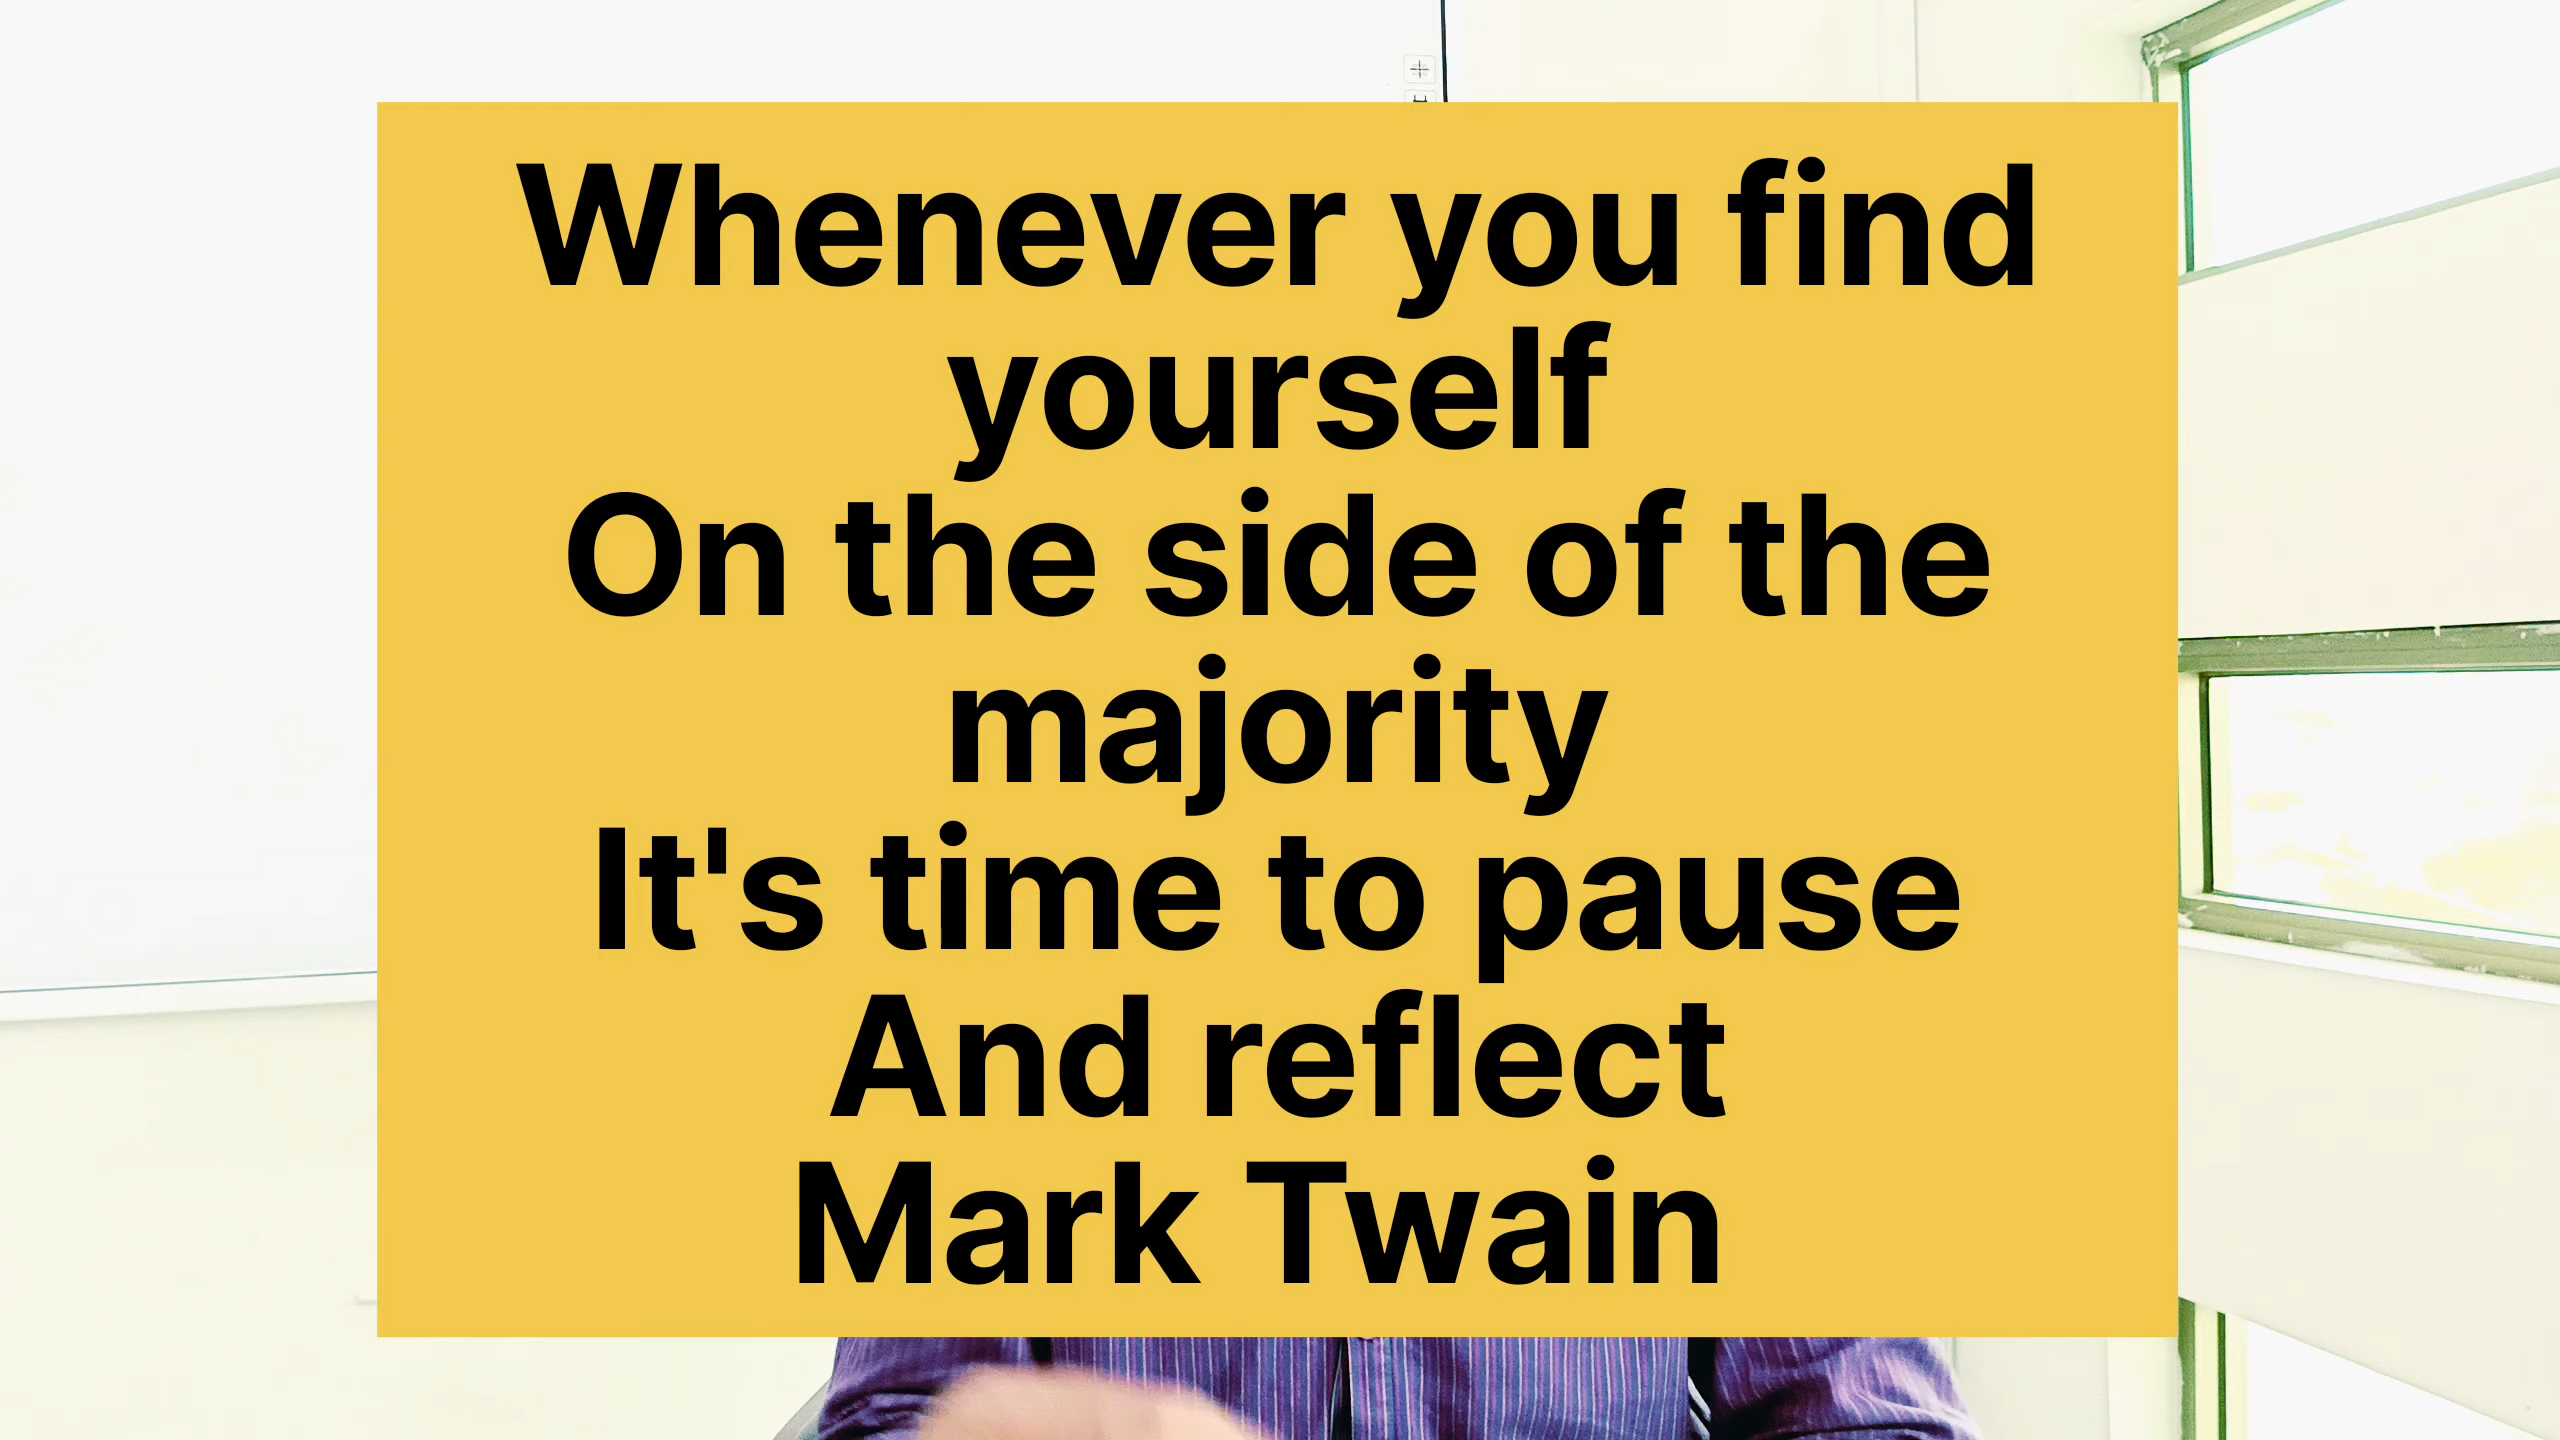 Whenever you find
yourself
On the side of the
majority
It's time to pause
And reflect
Mark Twain